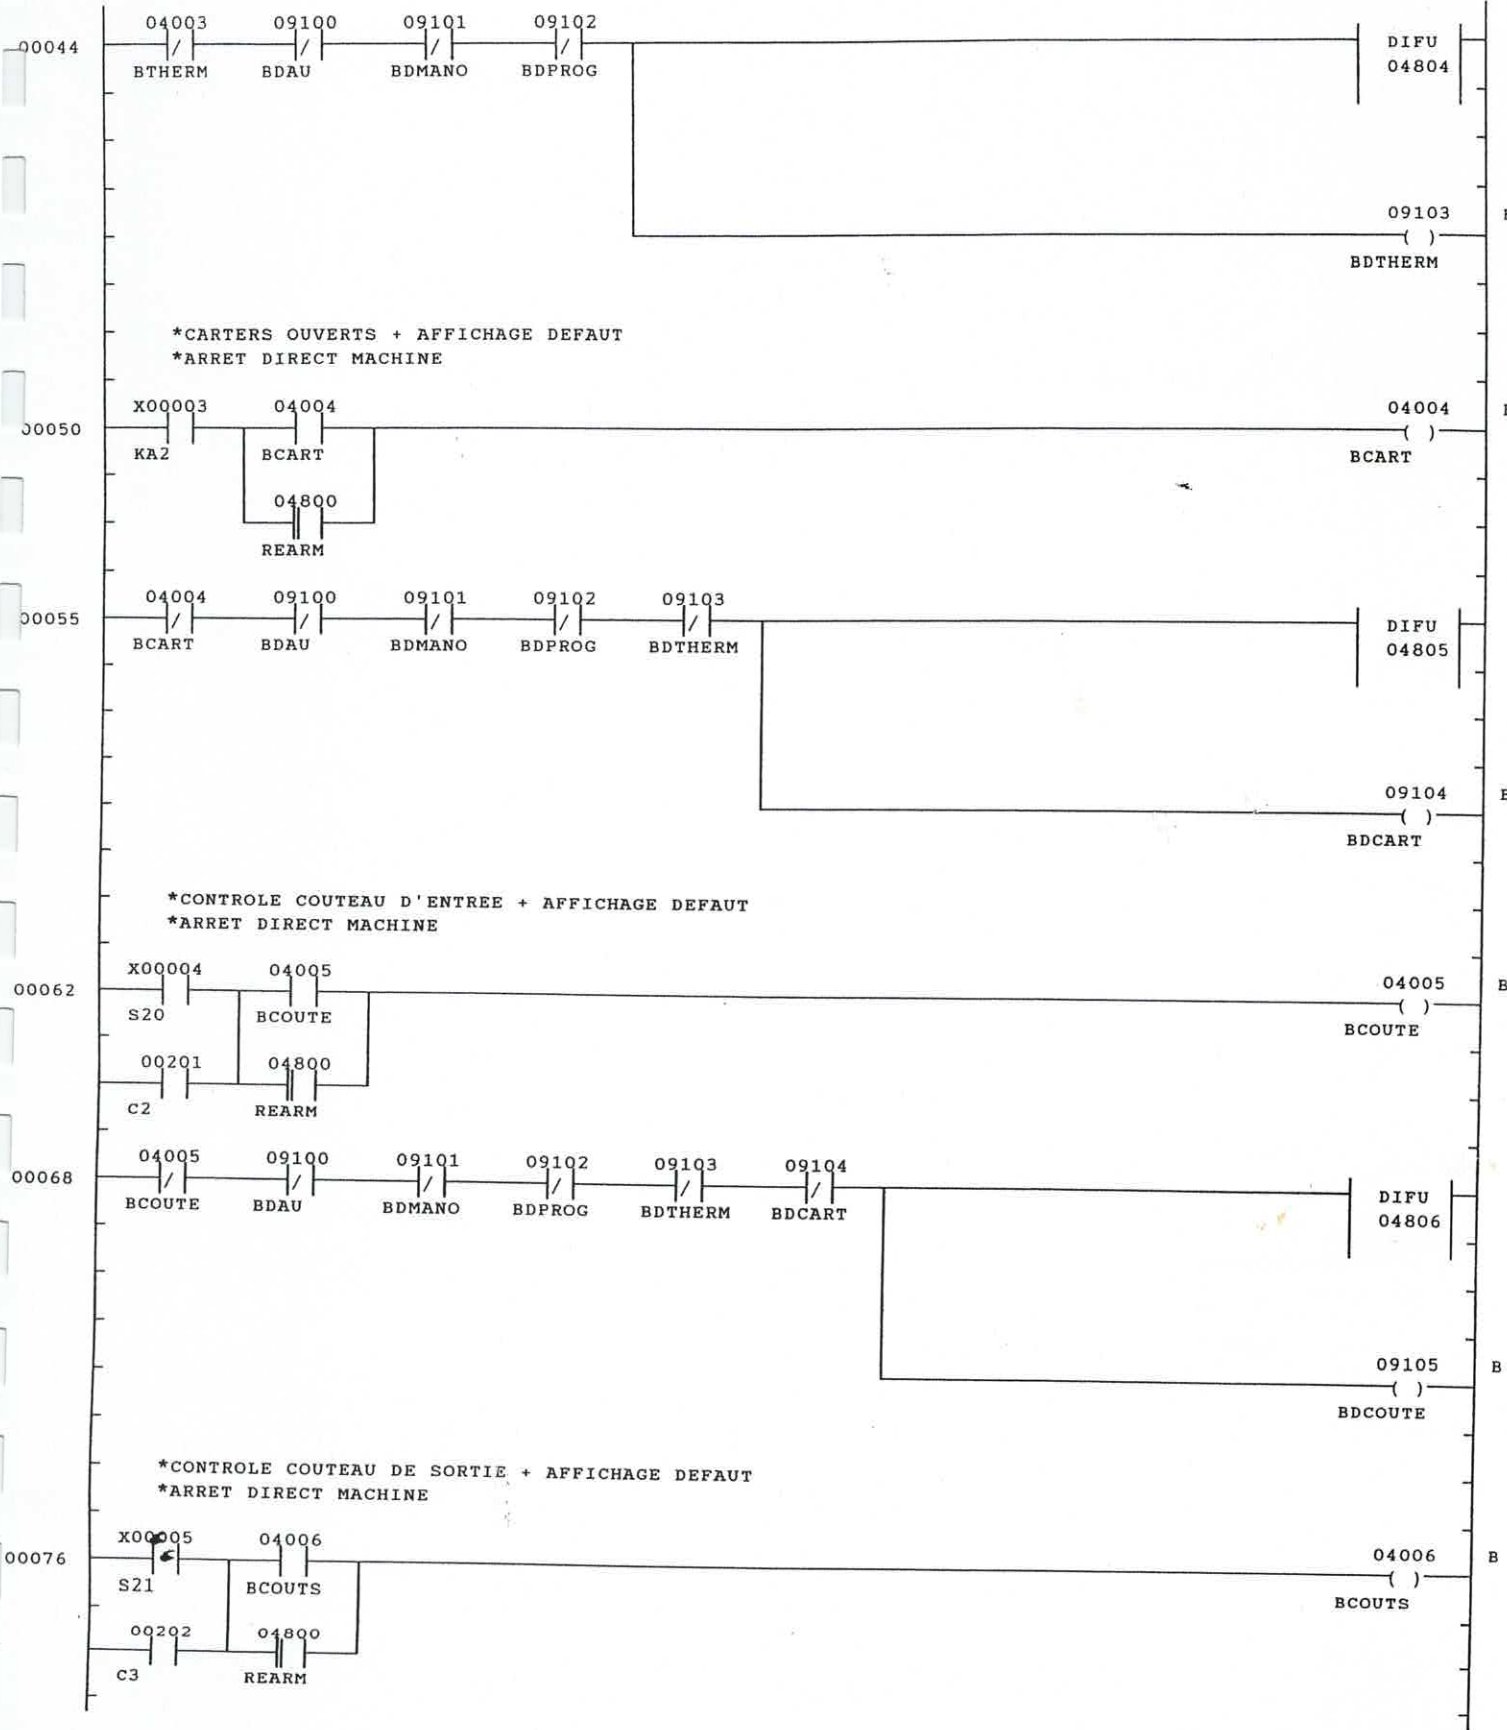 04003 09100 09101 09102
00044 DIFU
BTHERM BDAU BDMANO BDPROG 04804
09103
( )
BDTHERM
*CARTERS OUVERTS + AFFICHAGE DEFAUT
*ARRET DIRECT MACHINE
X00003 04004 04004
00050 ( )
KA2 BCART BCART
04800
REARM
04004 09100 09101 09102 09103
00055 DIFU
BCART BDAU BDMANO BDPROG BDTHERM 04805
09104 B
( )
BDCART
*CONTROLE COUTEAU D'ENTREE + AFFICHAGE DEFAUT
*ARRET DIRECT MACHINE
X00004 04005 04005 B
00062 ( )
S20 BCOUTE BCOUTE
00201 04800
C2 REARM
04005 09100 09101 09102 09103 09104
00068 DIFU
BCOUTE BDAU BDMANO BDPROG BDTHERM BDCART 04806
09105 B
( )
BDCOUTE
*CONTROLE COUTEAU DE SORTIE + AFFICHAGE DEFAUT
*ARRET DIRECT MACHINE
X00005 04006 04006 B
00076 ( )
S21 BCOUTS BCOUTS
00202 04800
C3 REARM